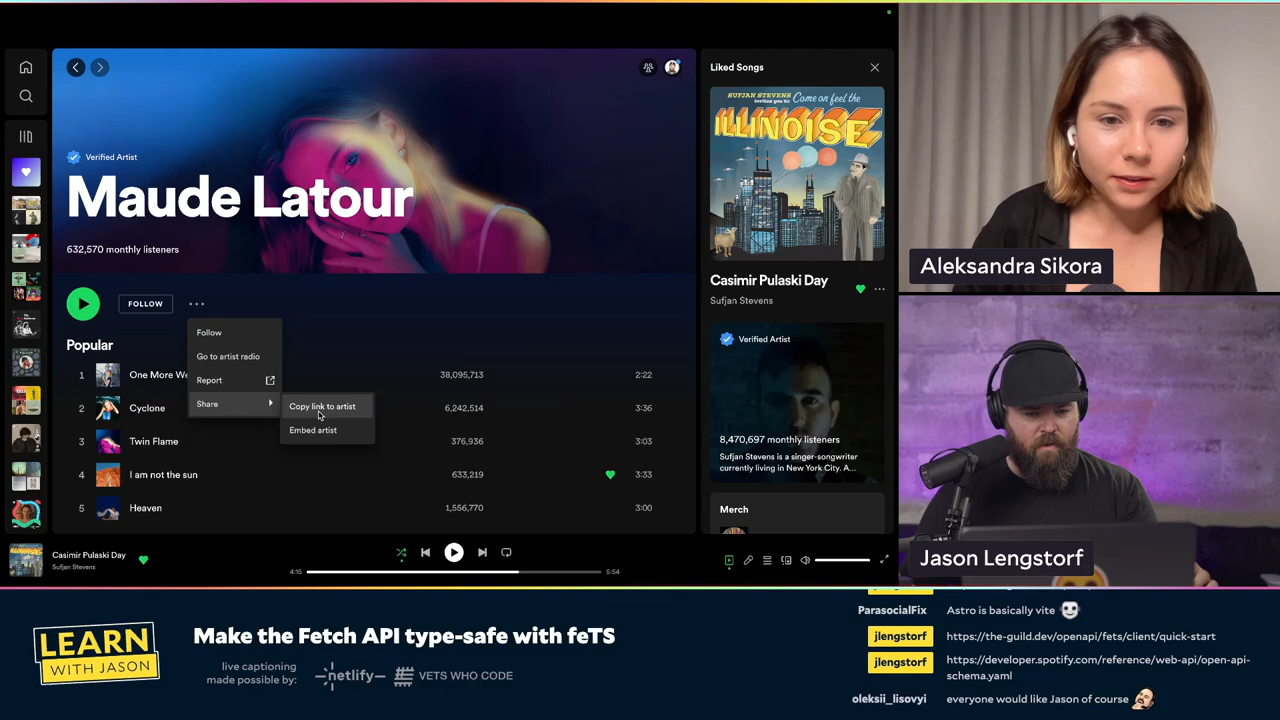 Verified Artist
Maude Latour
632,570 monthly listeners
FOLLOW
Follow
Go to artist radio
Report
Share
Copy link to artist
Embed artist
Popular
1 One More We 38,095,713 2:22
2 Cyclone 6,242,514 3:36
3 Twin Flame 376,936 3:03
4 I am not the sun 633,219 3:33
5 Heaven 1,556,770 3:00
Liked Songs
SUFJAN STEVENS
Invites you to: Come on feel the
ILLINOISE
Casimir Pulaski Day
Sufjan Stevens
Verified Artist
8,470,697 monthly listeners
Sufjan Stevens is a singer-songwriter
currently living in New York City. A...
Merch
Casimir Pulaski Day
Sufjan Stevens
4:15
5:54
Aleksandra Sikora
Jason Lengstorf
LEARN
WITH JASON
Make the Fetch API type-safe with feTS
live captioning
made possible by:
netlify
VETS WHO CODE
jlengstorf
ParasocialFix Astro is basically vite
jlengstorf https://the-guild.dev/openapi/fets/client/quick-start
jlengstorf https://developer.spotify.com/reference/web-api/open-api-
schema.yaml
oleksii_lisovyi everyone would like Jason of course